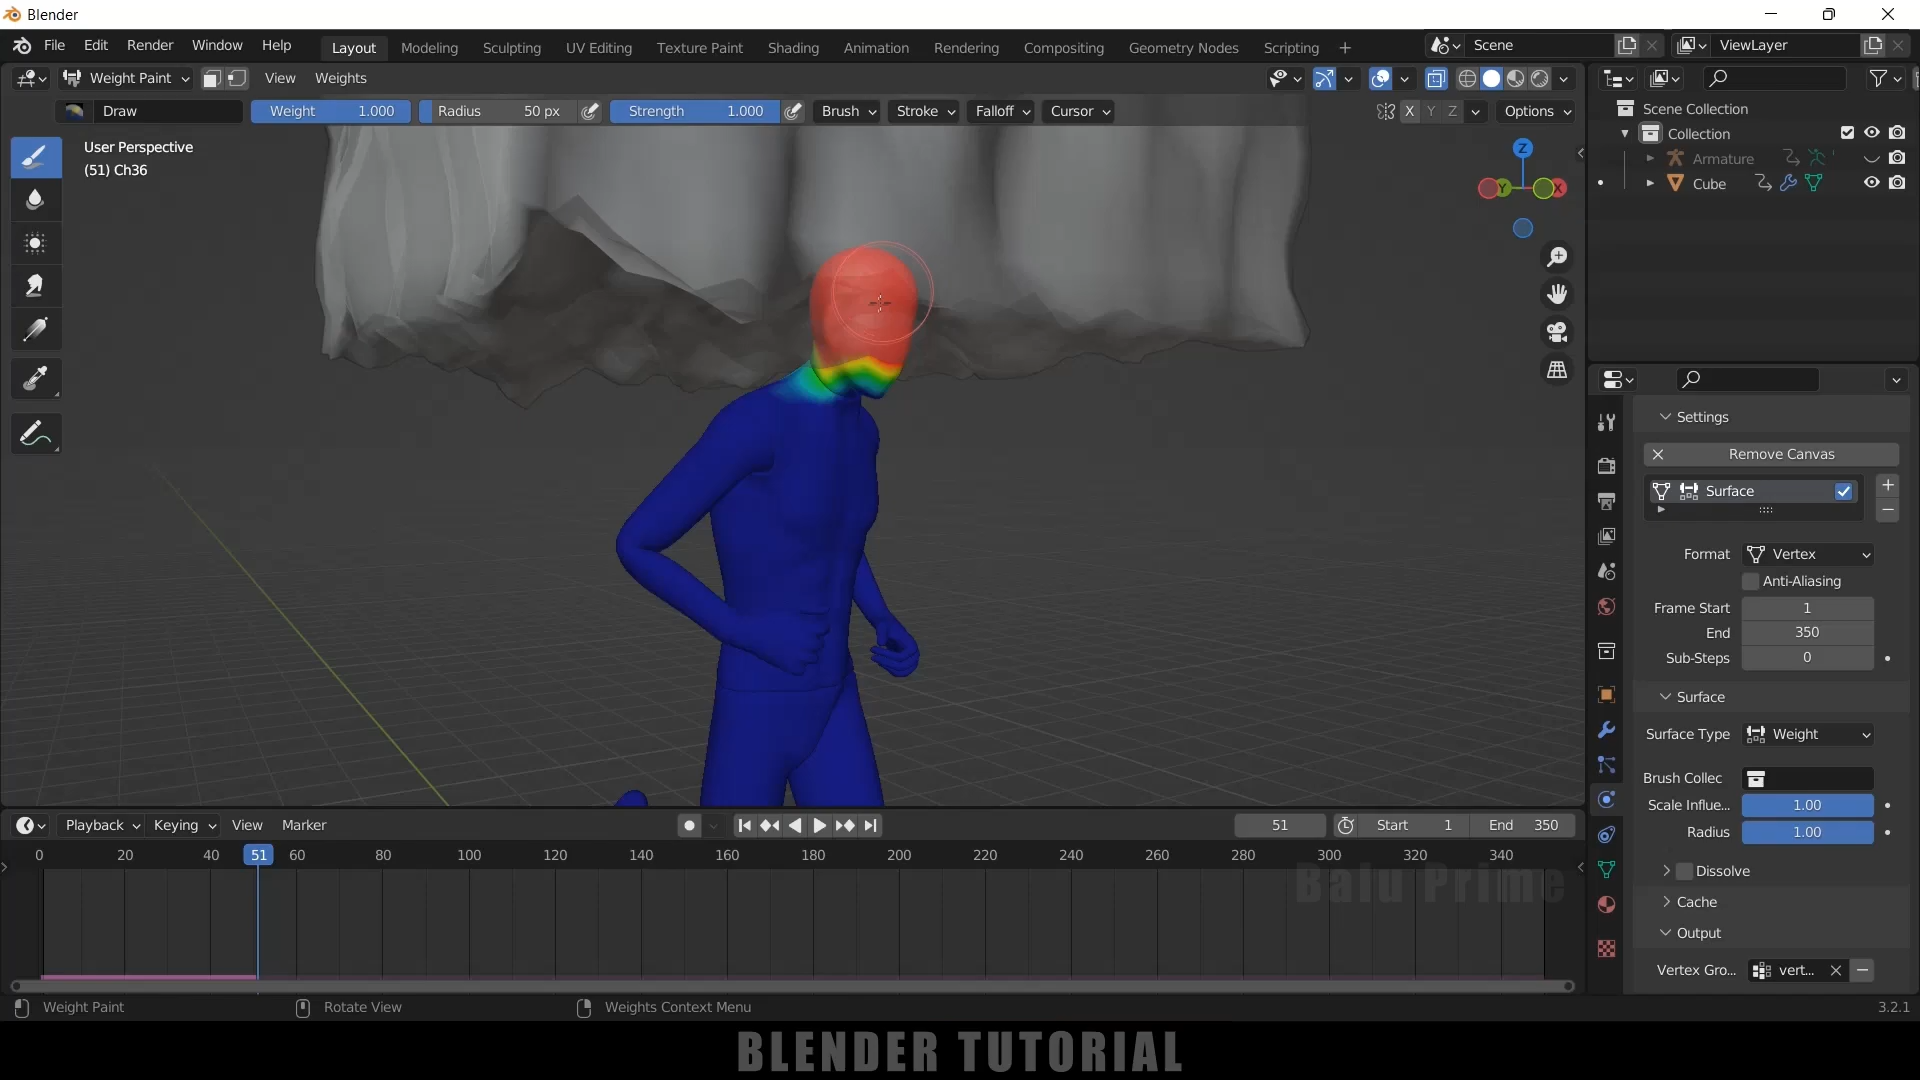 Blender
File Edit Render Window Help Layout Modeling Sculpting UV Editing Texture Paint Shading Animation Rendering Compositing Geometry Nodes Scripting + Scene ViewLayer
Weight Paint View Weights
Draw Weight 1.000 Radius 50 px Strength 1.000 Brush Stroke Falloff Cursor X Y Z Options
User Perspective
(51) Ch36
Z
Y X
Scene Collection
Collection
Armature
Cube
Settings
Remove Canvas
Surface
Format Vertex
Anti-Aliasing
Frame Start 1
End 350
Sub-Steps 0
Surface
Surface Type Weight
Brush Collec
Scale Influe... 1.00
Radius 1.00
Dissolve
Cache
Output
Vertex Gro... vert...
Playback Keying View Marker 51 Start 1 End 350
0 20 40 51 60 80 100 120 140 160 180 200 220 240 260 280 300 320 340
Balu Prime
Weight Paint Rotate View Weights Context Menu 3.2.1
BLENDER TUTORIAL